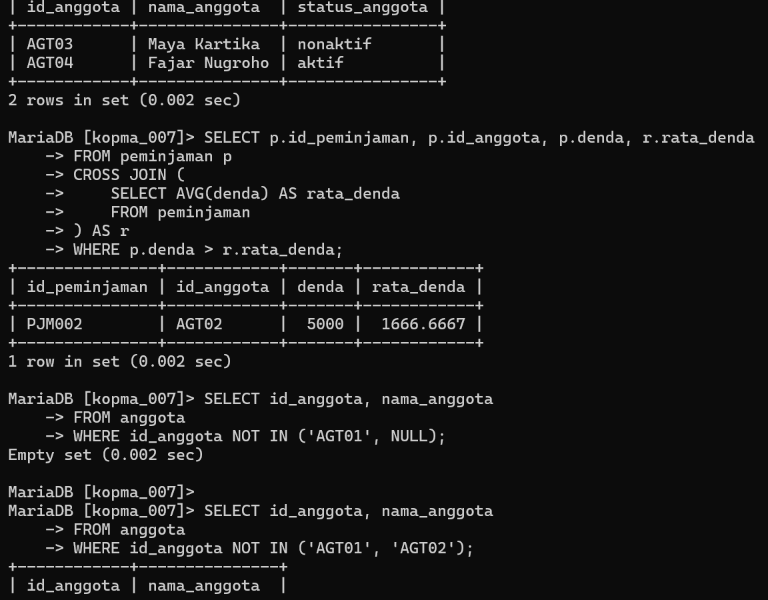 | id_anggota | nama_anggota  | status_anggota |
+------------+---------------+----------------+
| AGT03      | Maya Kartika  | nonaktif       |
| AGT04      | Fajar Nugroho | aktif          |
+------------+---------------+----------------+
2 rows in set (0.002 sec)

MariaDB [kopma_007]> SELECT p.id_peminjaman, p.id_anggota, p.denda, r.rata_denda
    -> FROM peminjaman p
    -> CROSS JOIN (
    ->     SELECT AVG(denda) AS rata_denda
    ->     FROM peminjaman
    -> ) AS r
    -> WHERE p.denda > r.rata_denda;
+---------------+------------+-------+------------+
| id_peminjaman | id_anggota | denda | rata_denda |
+---------------+------------+-------+------------+
| PJM002        | AGT02      |  5000 |  1666.6667 |
+---------------+------------+-------+------------+
1 row in set (0.002 sec)

MariaDB [kopma_007]> SELECT id_anggota, nama_anggota
    -> FROM anggota
    -> WHERE id_anggota NOT IN ('AGT01', NULL);
Empty set (0.002 sec)

MariaDB [kopma_007]>
MariaDB [kopma_007]> SELECT id_anggota, nama_anggota
    -> FROM anggota
    -> WHERE id_anggota NOT IN ('AGT01', 'AGT02');
+------------+---------------+
| id_anggota | nama_anggota  |